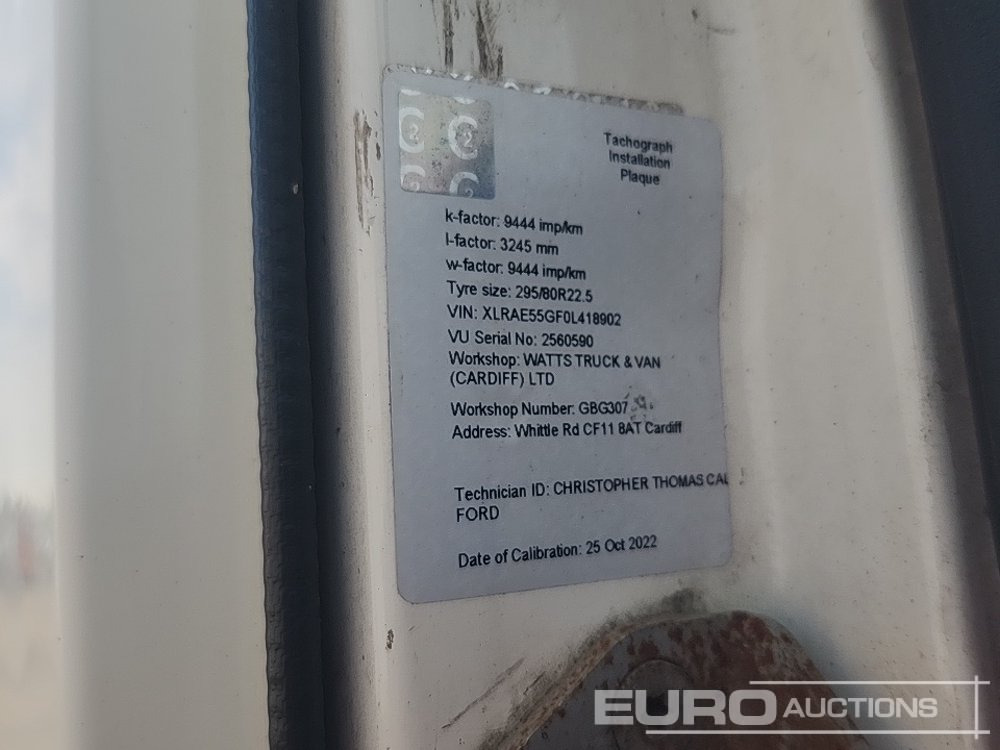 Tachograph
Installation
Plaque
k-factor: 9444 imp/km
l-factor: 3245 mm
w-factor: 9444 imp/km
Tyre size: 295/80R22.5
VIN: XLRAE55GF0L418902
VU Serial No: 2560590
Workshop: WATTS TRUCK & VAN
(CARDIFF) LTD
Workshop Number: GBG307
Address: Whittle Rd CF11 8AT Cardiff
Technician ID: CHRISTOPHER THOMAS CAL
FORD
Date of Calibration: 25 Oct 2022
EURO AUCTIONS